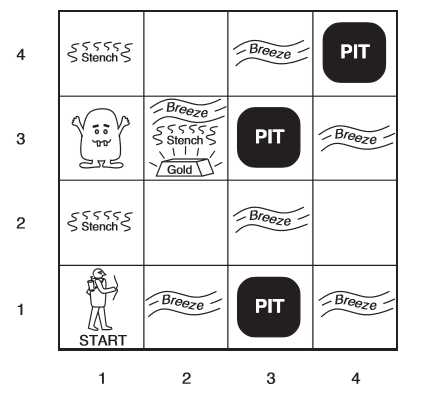 4
Stench
Breeze
PIT
3
Breeze
Stench
Gold
PIT
Breeze
2
Stench
Breeze
1
START
Breeze
PIT
Breeze
1 2 3 4